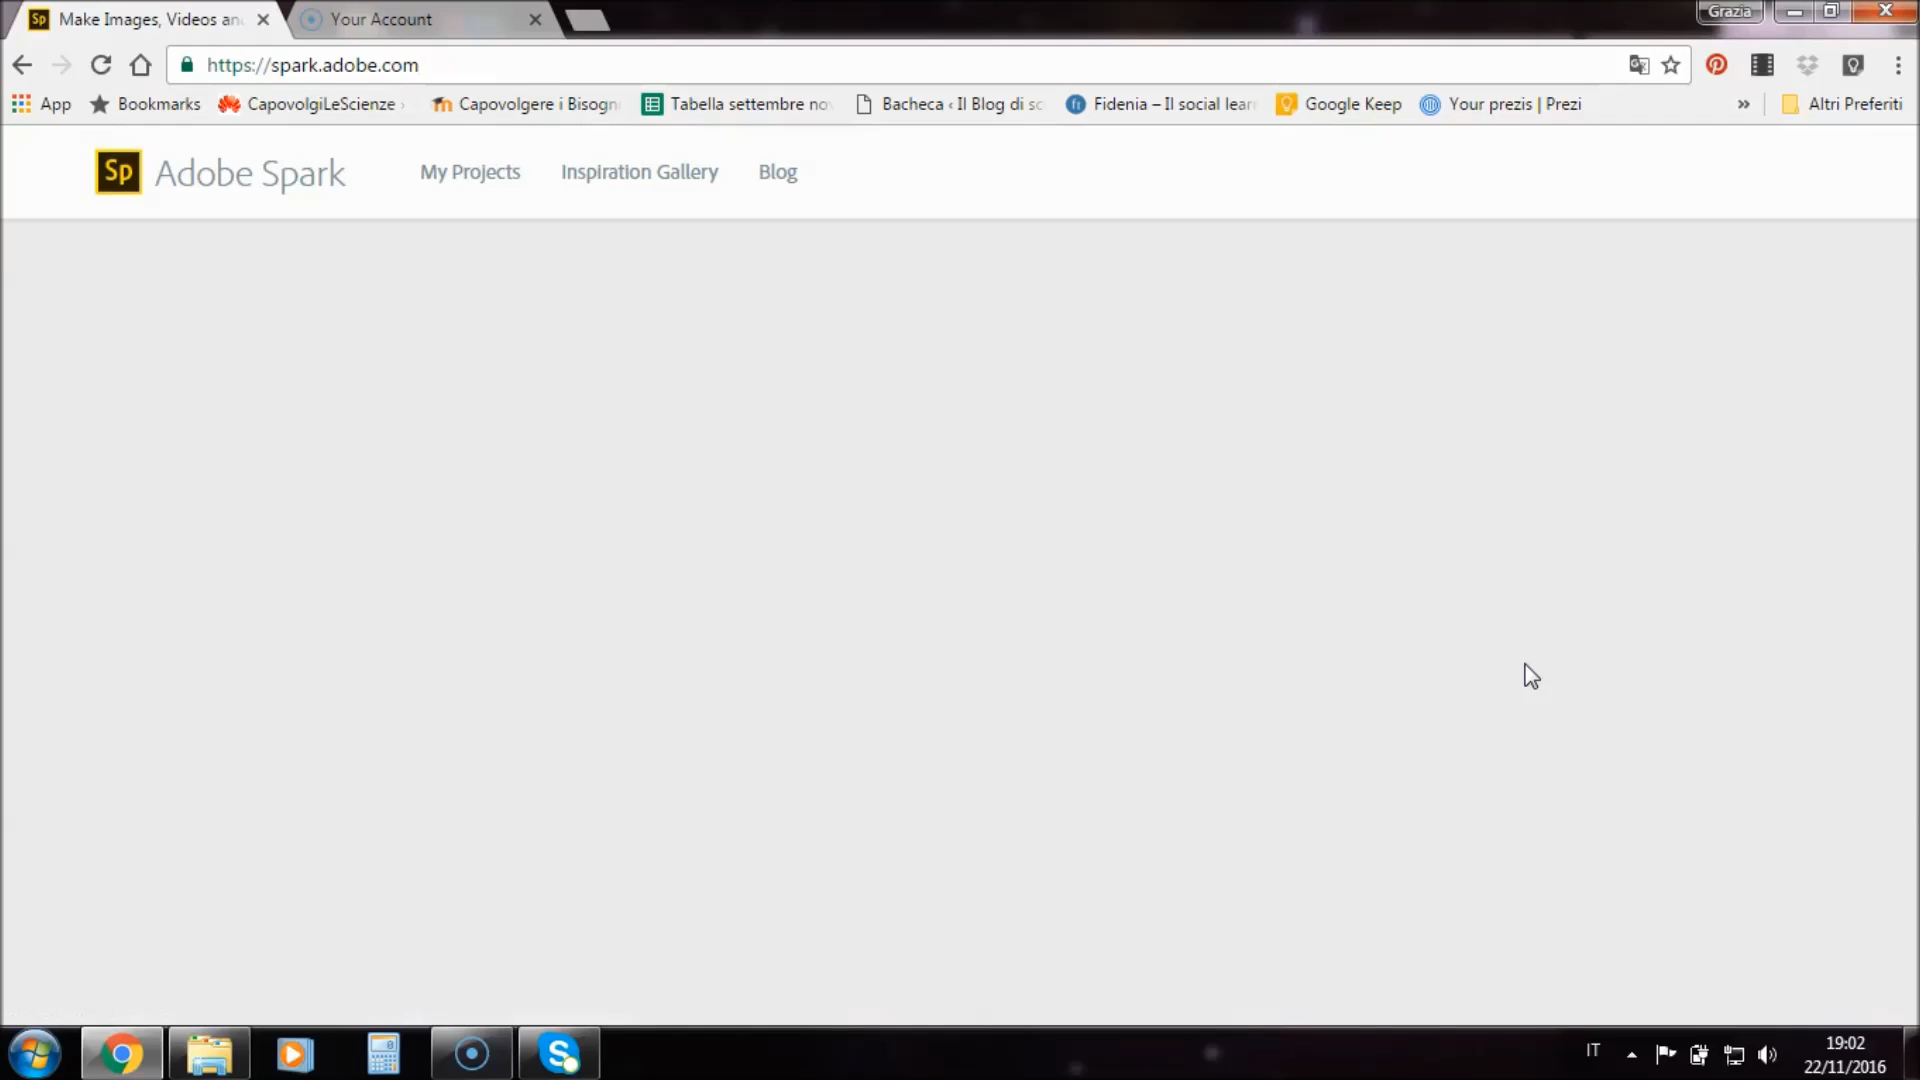 Make Images, Videos an
Your Account
Grazia
https://spark.adobe.com
App
Bookmarks
CapovolgiLeScienze
Capovolgere i Bisogn
Tabella settembre no
Bacheca ‹ Il Blog di sc
Fidenia – Il social lear
Google Keep
Your prezis | Prezi
»
Altri Preferiti
Sp
Adobe Spark
My Projects
Inspiration Gallery
Blog
IT
19:02
22/11/2016